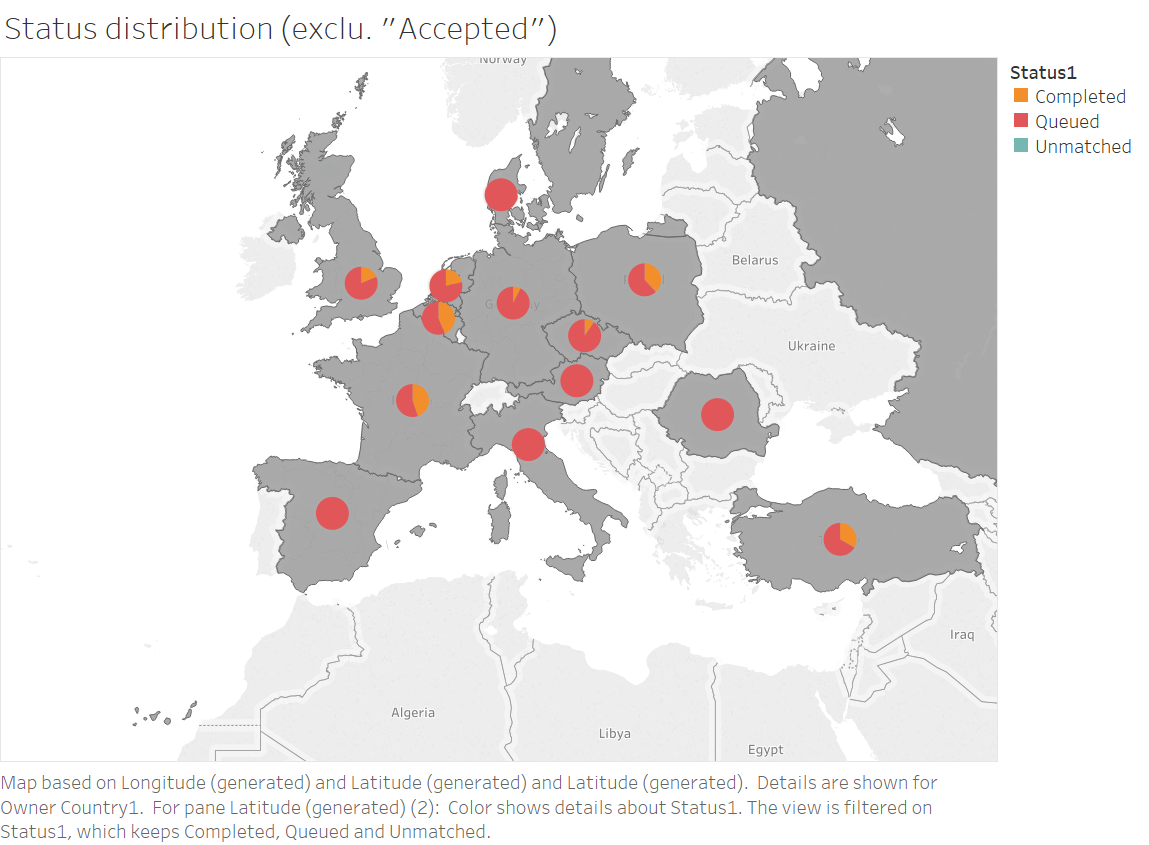 Status distribution (exclu. "Accepted")
Norway
Status1
Completed
Queued
Unmatched
Belarus
Ukraine
Iraq
Algeria
Libya
Egypt
Map based on Longitude (generated) and Latitude (generated) and Latitude (generated).  Details are shown for
Owner Country1.  For pane Latitude (generated) (2):  Color shows details about Status1. The view is filtered on
Status1, which keeps Completed, Queued and Unmatched.